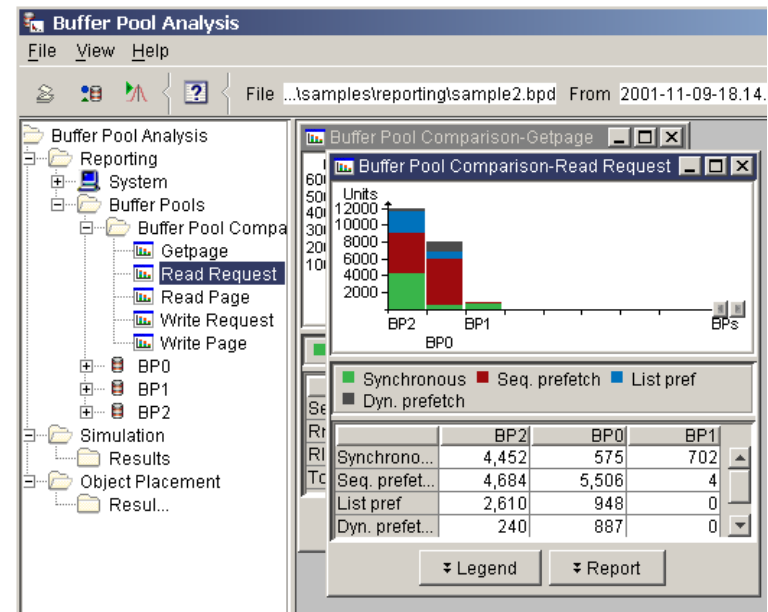 Buffer Pool Analysis
File View Help
File ...\samples\reporting\sample2.bpd From 2001-11-09-18.14.
Buffer Pool Analysis
Reporting
System
Buffer Pools
Buffer Pool Compa
Getpage
Read Request
Read Page
Write Request
Write Page
BP0
BP1
BP2
Simulation
Results
Object Placement
Resul...
Buffer Pool Comparison-Getpage
Buffer Pool Comparison-Read Request
Units
12000
10000
8000
6000
4000
2000
BP2 BP1 BPs
BP0
Synchronous Seq. prefetch List pref
Dyn. prefetch
BP2 BP0 BP1
Synchrono... 4,452 575 702
Seq. prefet... 4,684 5,506 4
List pref 2,610 948 0
Dyn. prefet... 240 887 0
Legend Report